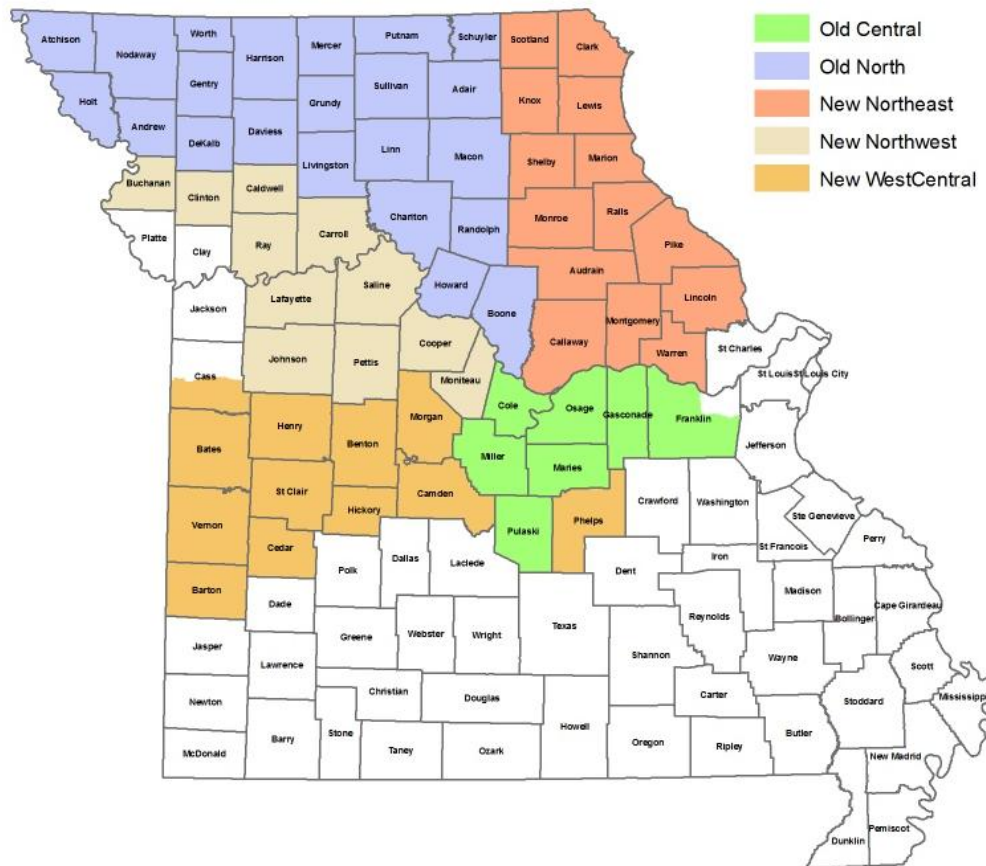 Old Central
Old North
New Northeast
New Northwest
New WestCentral
Atchison
Nodaway
Worth
Harrison
Mercer
Putnam
Schuyler
Scotland
Clark
Holt
Andrew
Gentry
DeKalb
Daviess
Grundy
Livingston
Sullivan
Adair
Linn
Macon
Knox
Lewis
Shelby
Marion
Buchanan
Clinton
Caldwell
Platte
Clay
Ray
Carroll
Chariton
Randolph
Monroe
Ralls
Pike
Audrain
Jackson
Lafayette
Saline
Howard
Boone
Callaway
Montgomery
Lincoln
Warren
St Charles
St Louis
St Louis City
Cass
Johnson
Pettis
Cooper
Moniteau
Cole
Osage
Gasconade
Franklin
Jefferson
Bates
Henry
Benton
Morgan
Miller
Maries
St Clair
Hickory
Camden
Pulaski
Phelps
Crawford
Washington
Ste Genevieve
St Francois
Perry
Vernon
Cedar
Barton
Polk
Dallas
Laclede
Dent
Iron
Madison
Bollinger
Cape Girardeau
Dade
Jasper
Greene
Webster
Wright
Texas
Shannon
Reynolds
Wayne
Scott
Mississippi
Stoddard
Lawrence
Newton
Christian
Douglas
Howell
Carter
Butler
McDonald
Barry
Stone
Taney
Ozark
Oregon
Ripley
New Madrid
Pemiscot
Dunklin